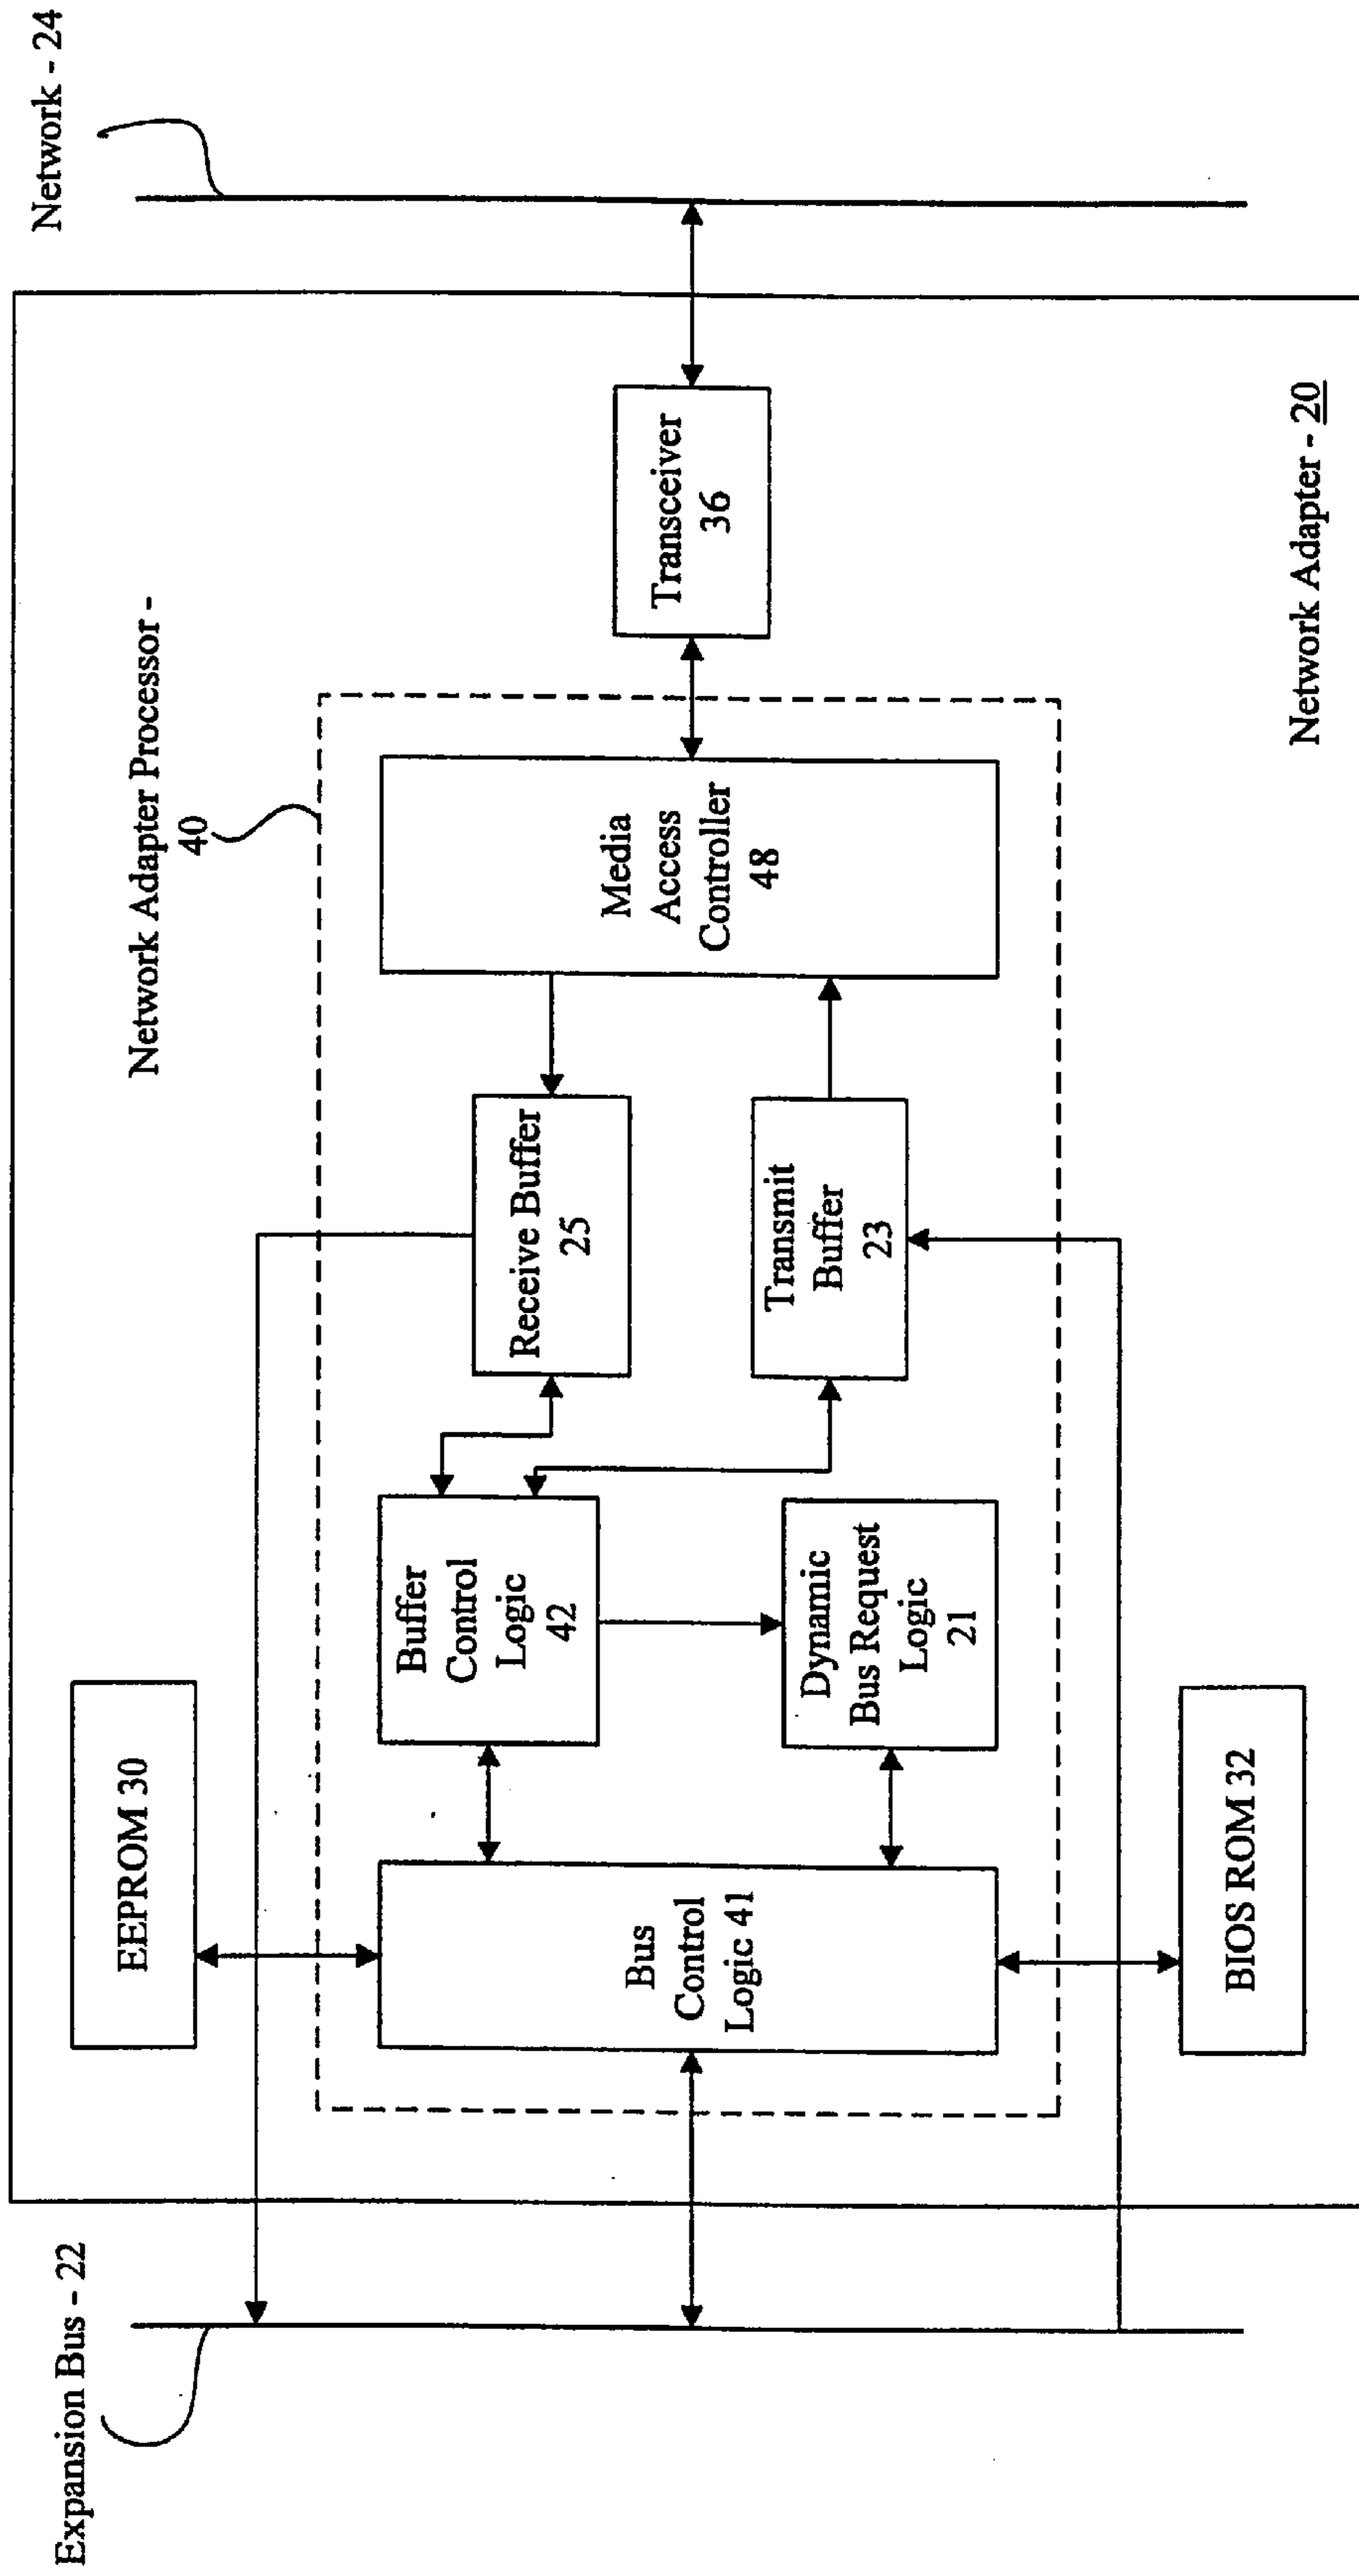 Expansion Bus - 22
Network - 24
Network Adapter Processor -
40
EEPROM 30
Bus
Control
Logic 41
Buffer
Control
Logic
42
Dynamic
Bus Request
Logic
21
Receive Buffer
25
Transmit
Buffer
23
Media
Access
Controller
48
Transceiver
36
BIOS ROM 32
Network Adapter - 20